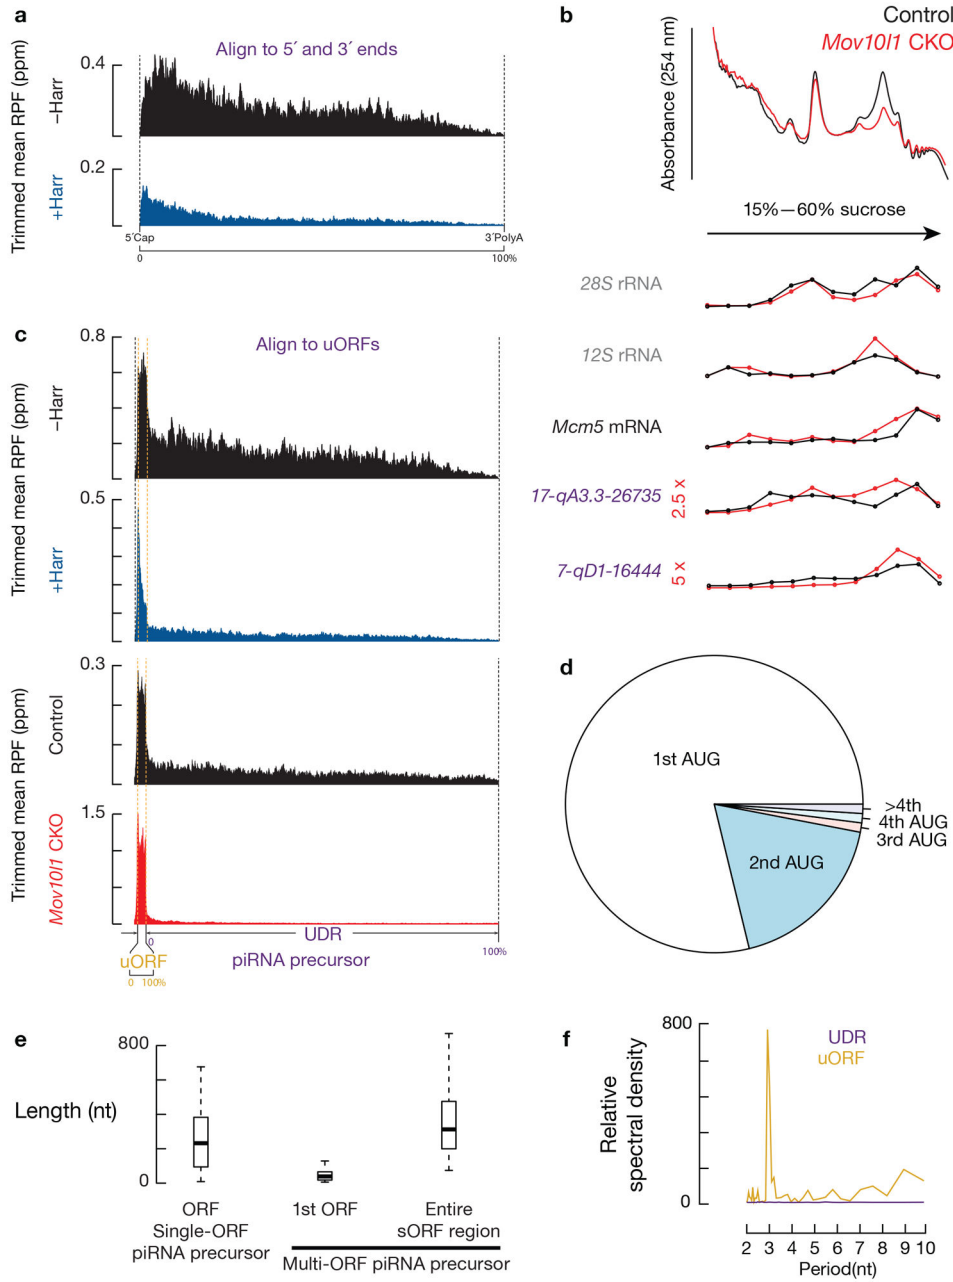 a
Align to 5´ and 3´ ends
Trimmed mean RPF (ppm)
–Harr
0.4
+Harr
0.2
5´Cap
3´PolyA
0
100%
b
Control
Mov10l1 CKO
Absorbance (254 nm)
15%—60% sucrose
28S rRNA
12S rRNA
Mcm5 mRNA
17-qA3.3-26735
2.5 x
7-qD1-16444
5 x
c
Align to uORFs
Trimmed mean RPF (ppm)
–Harr
0.8
Trimmed mean RPF (ppm)
+Harr
0.5
Trimmed mean RPF (ppm)
Control
0.3
Mov10l1 CKO
1.5
UDR
0
100%
uORF
piRNA precursor
0
100%
d
1st AUG
>4th
4th AUG
3rd AUG
2nd AUG
e
Length (nt)
800
0
ORF
Single-ORF
piRNA precursor
1st ORF
Entire
sORF region
Multi-ORF piRNA precursor
f
UDR
uORF
Relative
spectral density
800
0
2 3 4 5 6 7 8 9 10
Period(nt)